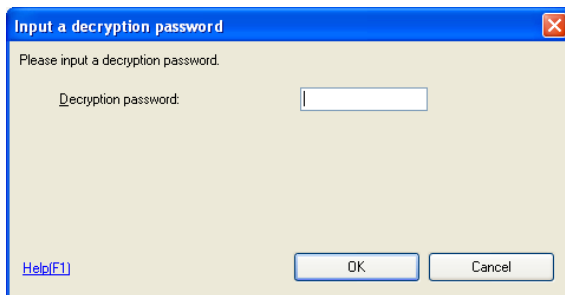 Input a decryption password
Please input a decryption password.
Decryption password:
Help(F1)
OK
Cancel